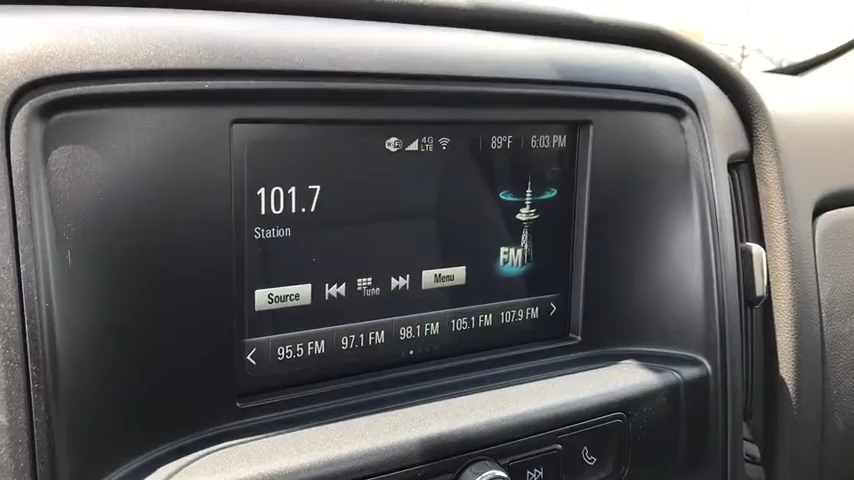 WiFi 4G LTE 89°F 6:03 PM
101.7
Station
FM
Source Tune Menu
95.5 FM 97.1 FM 98.1 FM 105.1 FM 107.9 FM